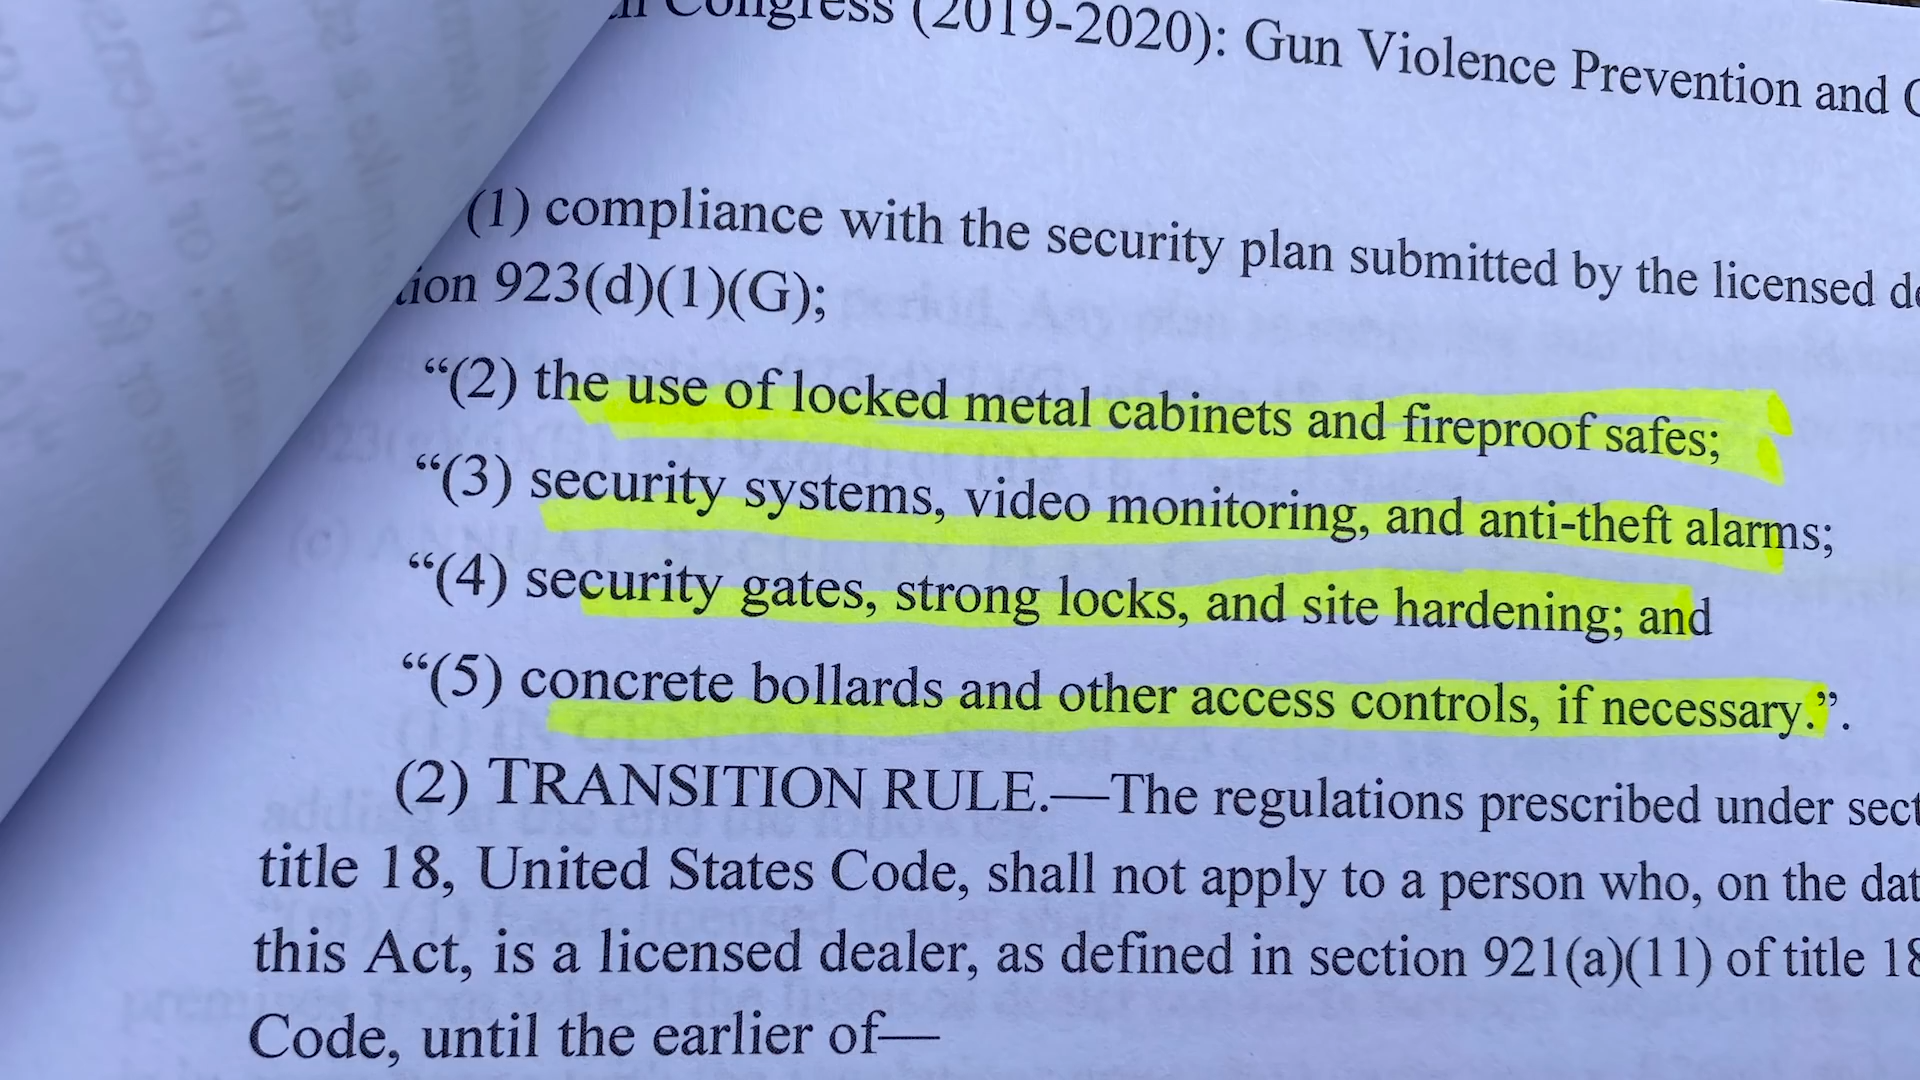 Congress (2019-2020): Gun Violence Prevention and
(1) compliance with the security plan submitted by the licensed
tion 923(d)(1)(G);
“(2) the use of locked metal cabinets and fireproof safes;
“(3) security systems, video monitoring, and anti-theft alarms;
“(4) security gates, strong locks, and site hardening; and
“(5) concrete bollards and other access controls, if necessary.”.
(2) TRANSITION RULE.—The regulations prescribed under sect
title 18, United States Code, shall not apply to a person who, on the dat
this Act, is a licensed dealer, as defined in section 921(a)(11) of title 18
Code, until the earlier of—